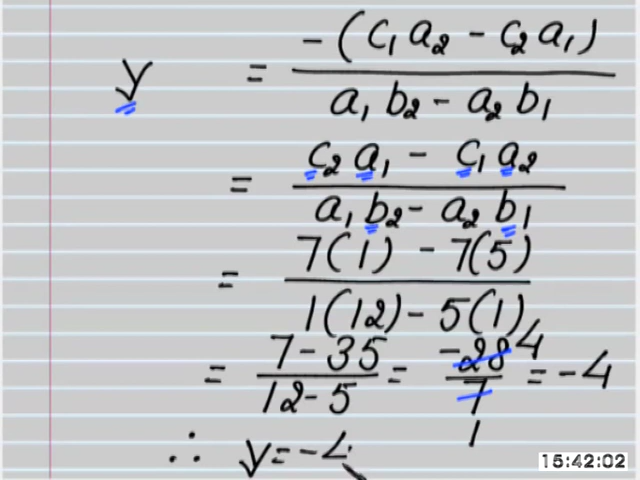 y = -(c₁a₂ - c₂a₁) / a₁b₂ - a₂b₁
= c₂a₁ - c₁a₂ / a₁b₂ - a₂b₁
= 7(1) - 7(5) / 1(12) - 5(1)
= 7-35 / 12-5 = -28 4 / 7 1 = -4
∴ y=-4
15:42:02